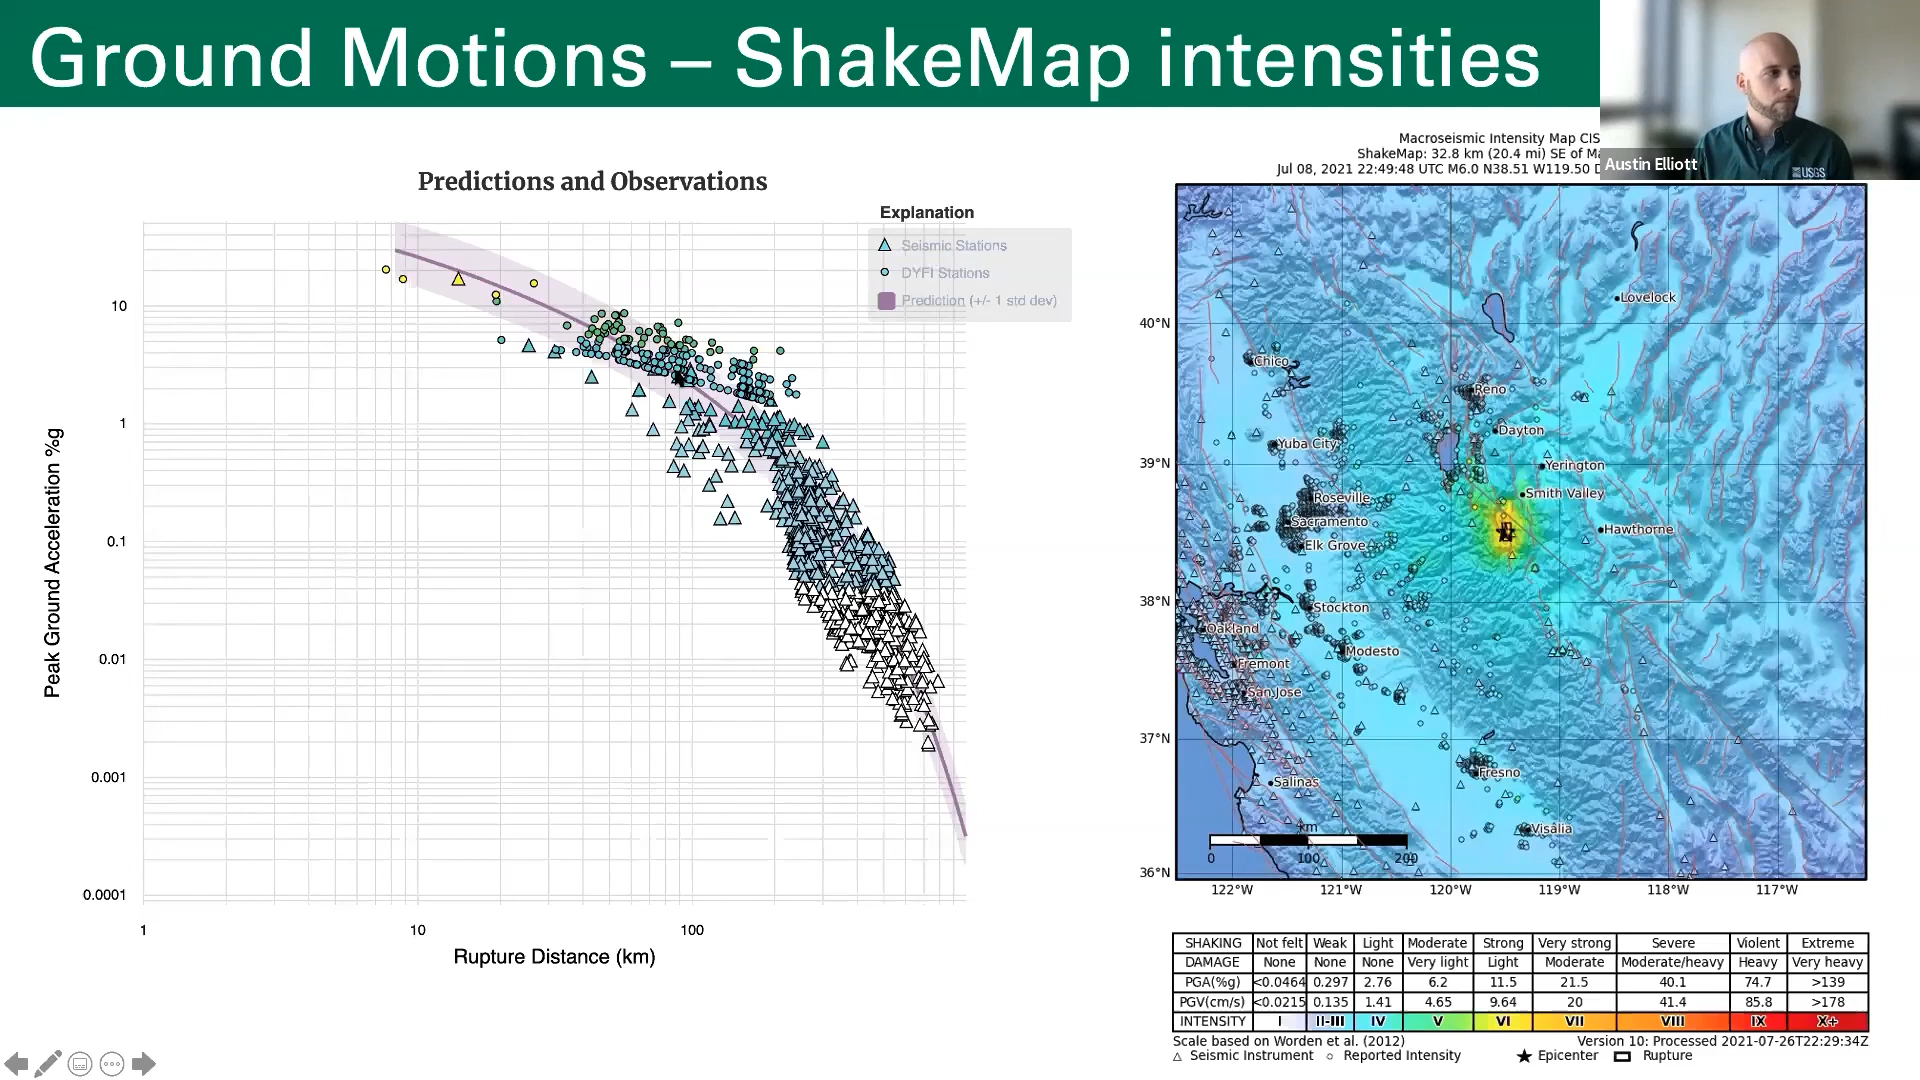 Ground Motions – ShakeMap intensities
Austin Elliott
USGS
Predictions and Observations
Explanation
Seismic Stations
DYFI Stations
Prediction (+/- 1 std dev)
Peak Ground Acceleration %g
10
1
0.1
0.01
0.001
0.0001
1 10 100
Rupture Distance (km)
Macroseismic Intensity Map CIS
ShakeMap: 32.8 km (20.4 mi) SE of Ma
Jul 08, 2021 22:49:48 UTC M6.0 N38.51 W119.50 D
40°N
39°N
38°N
37°N
36°N
Lovelock
Chico
Reno
Dayton
Yuba City
Yerington
Smith Valley
Roseville
Sacramento
Hawthorne
Elk Grove
Stockton
Oakland
Modesto
Fremont
San Jose
Fresno
Salinas
Visalia
km
0 100 200
122°W 121°W 120°W 119°W 118°W 117°W
SHAKING Not felt Weak Light Moderate Strong Very strong Severe Violent Extreme
DAMAGE None None None Very light Light Moderate Moderate/heavy Heavy Very heavy
PGA(%g) <0.0464 0.297 2.76 6.2 11.5 21.5 40.1 74.7 >139
PGV(cm/s) <0.0215 0.135 1.41 4.65 9.64 20 41.4 85.8 >178
INTENSITY I II-III IV V VI VII VIII IX X+
Scale based on Worden et al. (2012) Version 10: Processed 2021-07-26T22:29:34Z
Seismic Instrument Reported Intensity Epicenter Rupture